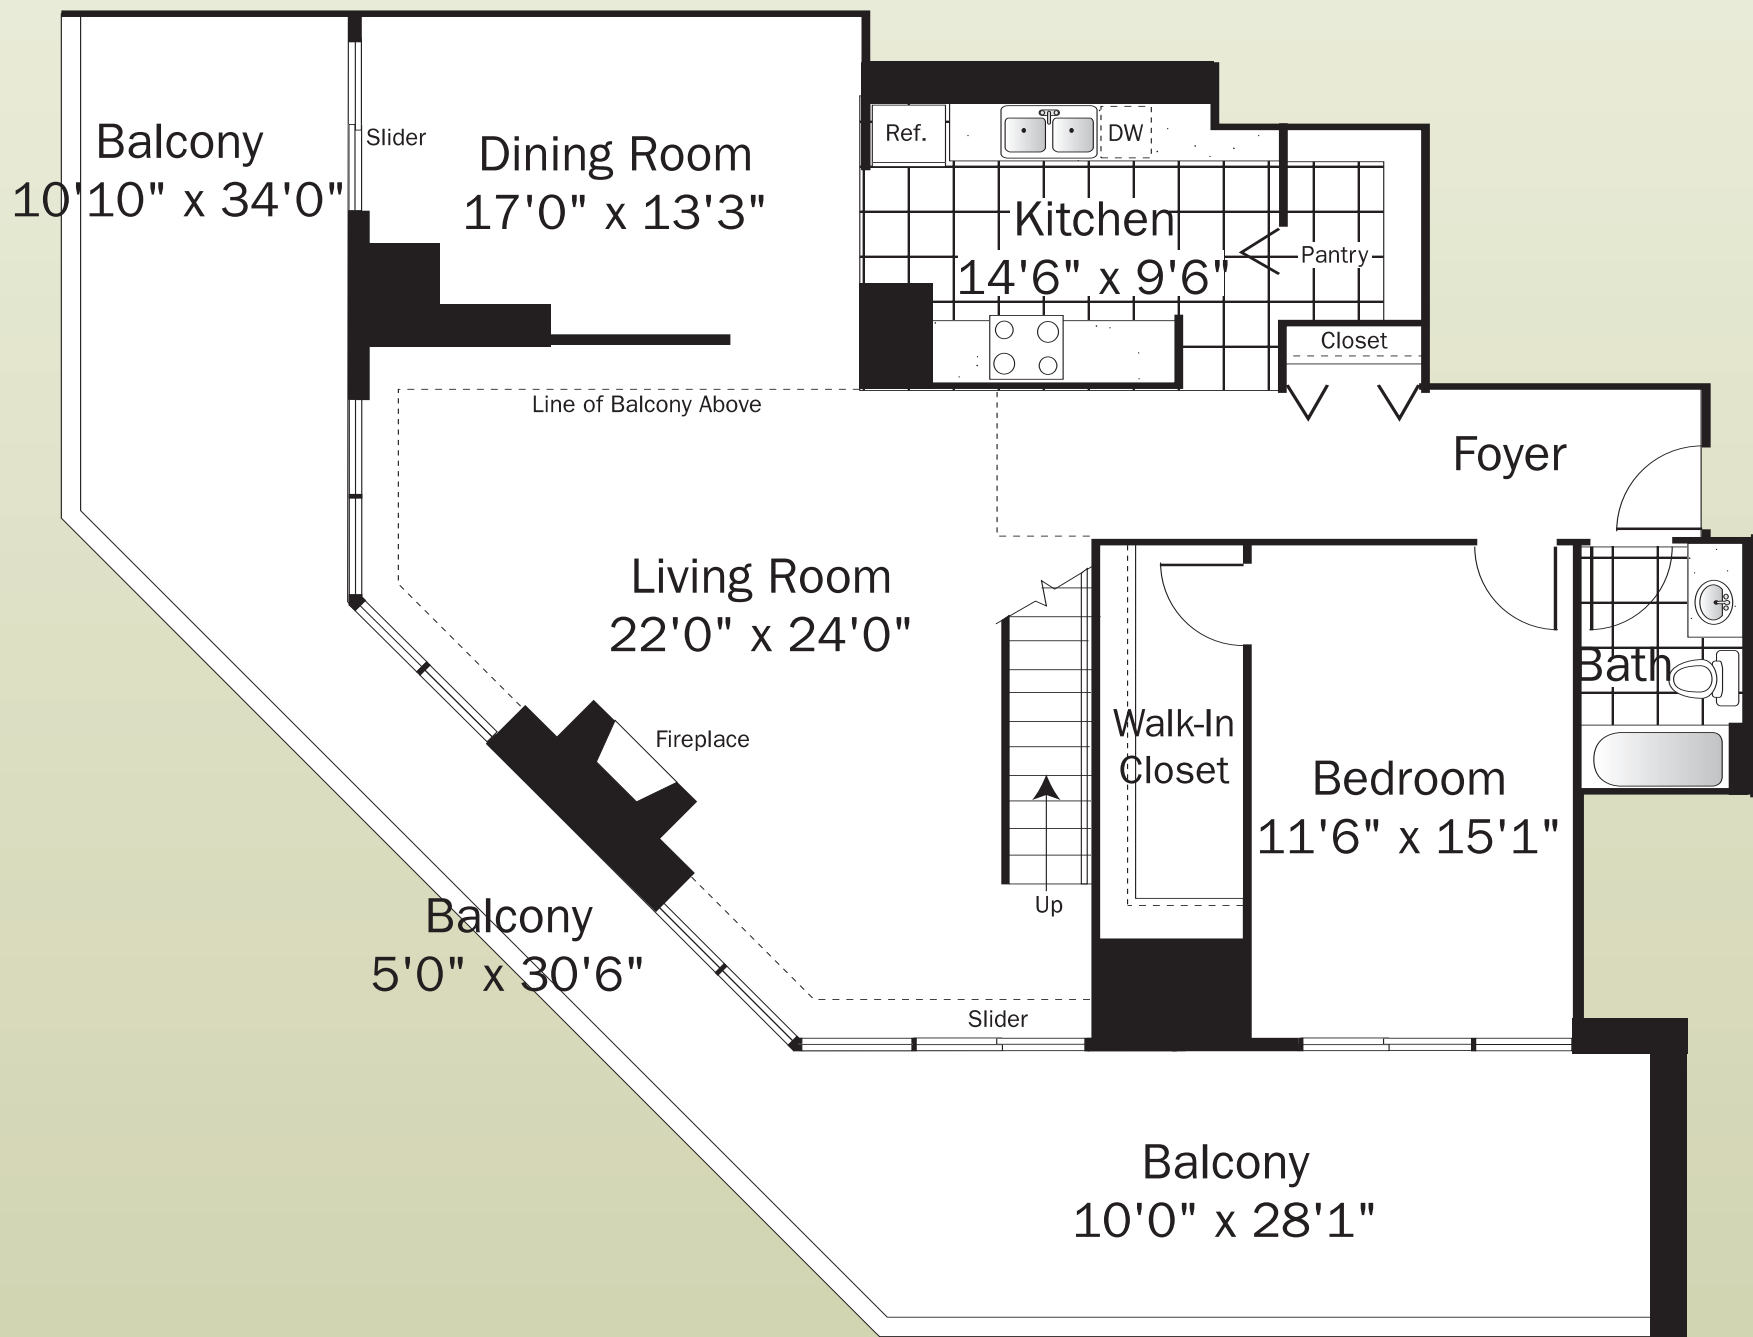 Balcony
10'10" x 34'0"
Slider
Dining Room
17'0" x 13'3"
Ref.
DW
Kitchen
14'6" x 9'6"
Pantry
Closet
Line of Balcony Above
Foyer
Living Room
22'0" x 24'0"
Bath
Fireplace
Walk-In
Closet
Bedroom
11'6" x 15'1"
Up
Balcony
5'0" x 30'6"
Slider
Balcony
10'0" x 28'1"